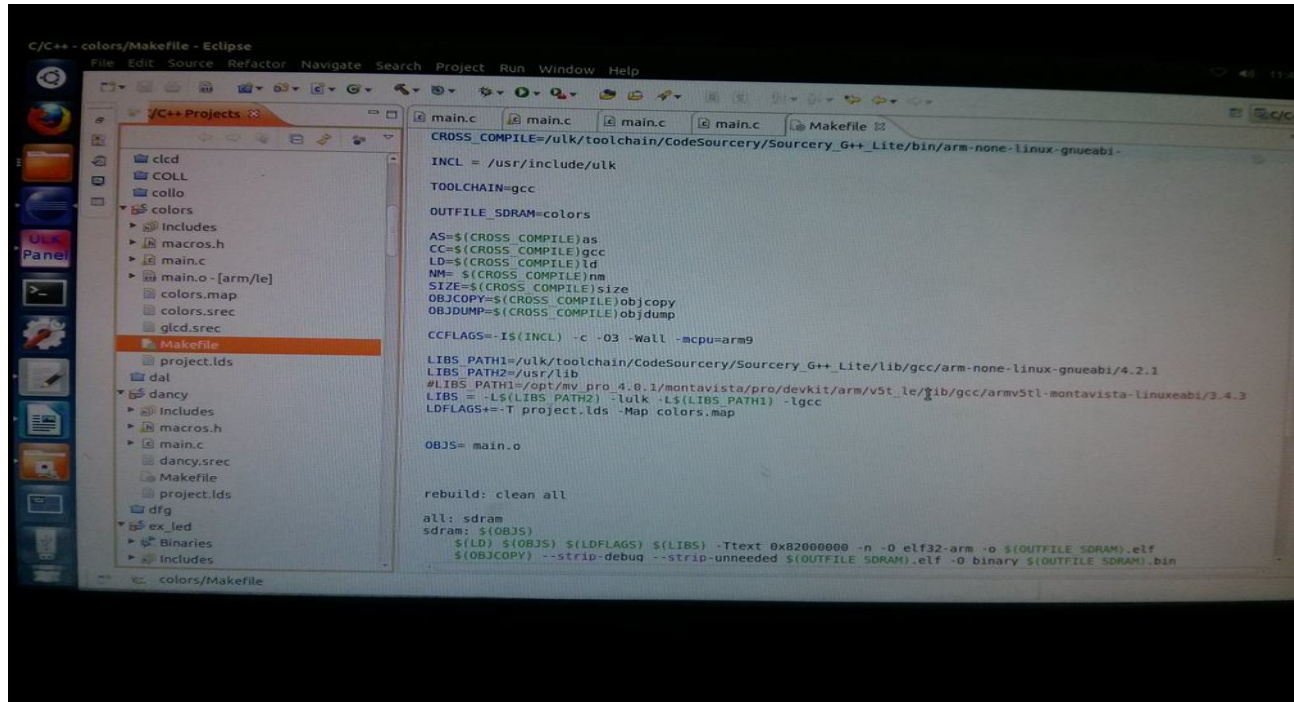 C/C++ - colors/Makefile - Eclipse
File Edit Source Refactor Navigate Search Project Run Window Help
C/C++ Projects
main.c main.c main.c main.c Makefile
ULK
Panel
clcd
COLL
collo
colors
Includes
macros.h
main.c
main.o - [arm/le]
colors.map
colors.srec
glcd.srec
Makefile
project.lds
dal
dancy
Includes
macros.h
main.c
dancy.srec
Makefile
project.lds
dfg
ex_led
Binaries
Includes
CROSS_COMPILE=/ulk/toolchain/CodeSourcery/Sourcery_G++_Lite/bin/arm-none-linux-gnueabi-
INCL = /usr/include/ulk
TOOLCHAIN=gcc
OUTFILE_SDRAM=colors
AS=$(CROSS_COMPILE)as
CC=$(CROSS_COMPILE)gcc
LD=$(CROSS_COMPILE)ld
NM= $(CROSS_COMPILE)nm
SIZE=$(CROSS_COMPILE)size
OBJCOPY=$(CROSS_COMPILE)objcopy
OBJDUMP=$(CROSS_COMPILE)objdump
CCFLAGS=-I$(INCL) -c -O3 -Wall -mcpu=arm9
LIBS_PATH1=/ulk/toolchain/CodeSourcery/Sourcery_G++_Lite/lib/gcc/arm-none-linux-gnueabi/4.2.1
LIBS_PATH2=/usr/lib
#LIBS_PATH1=/opt/mv_pro_4.0.1/montavista/pro/devkit/arm/v5t_le/lib/gcc/armv5tl-montavista-linuxeabi/3.4.3
LIBS = -L$(LIBS_PATH2) -lulk -L$(LIBS_PATH1) -lgcc
LDFLAGS+=-T project.lds -Map colors.map
OBJS= main.o
rebuild: clean all
all: sdram
sdram: $(OBJS)
$(LD) $(OBJS) $(LDFLAGS) $(LIBS) -Ttext 0x82000000 -n -O elf32-arm -o $(OUTFILE_SDRAM).elf
$(OBJCOPY) --strip-debug --strip-unneeded $(OUTFILE_SDRAM).elf -O binary $(OUTFILE_SDRAM).bin
colors/Makefile